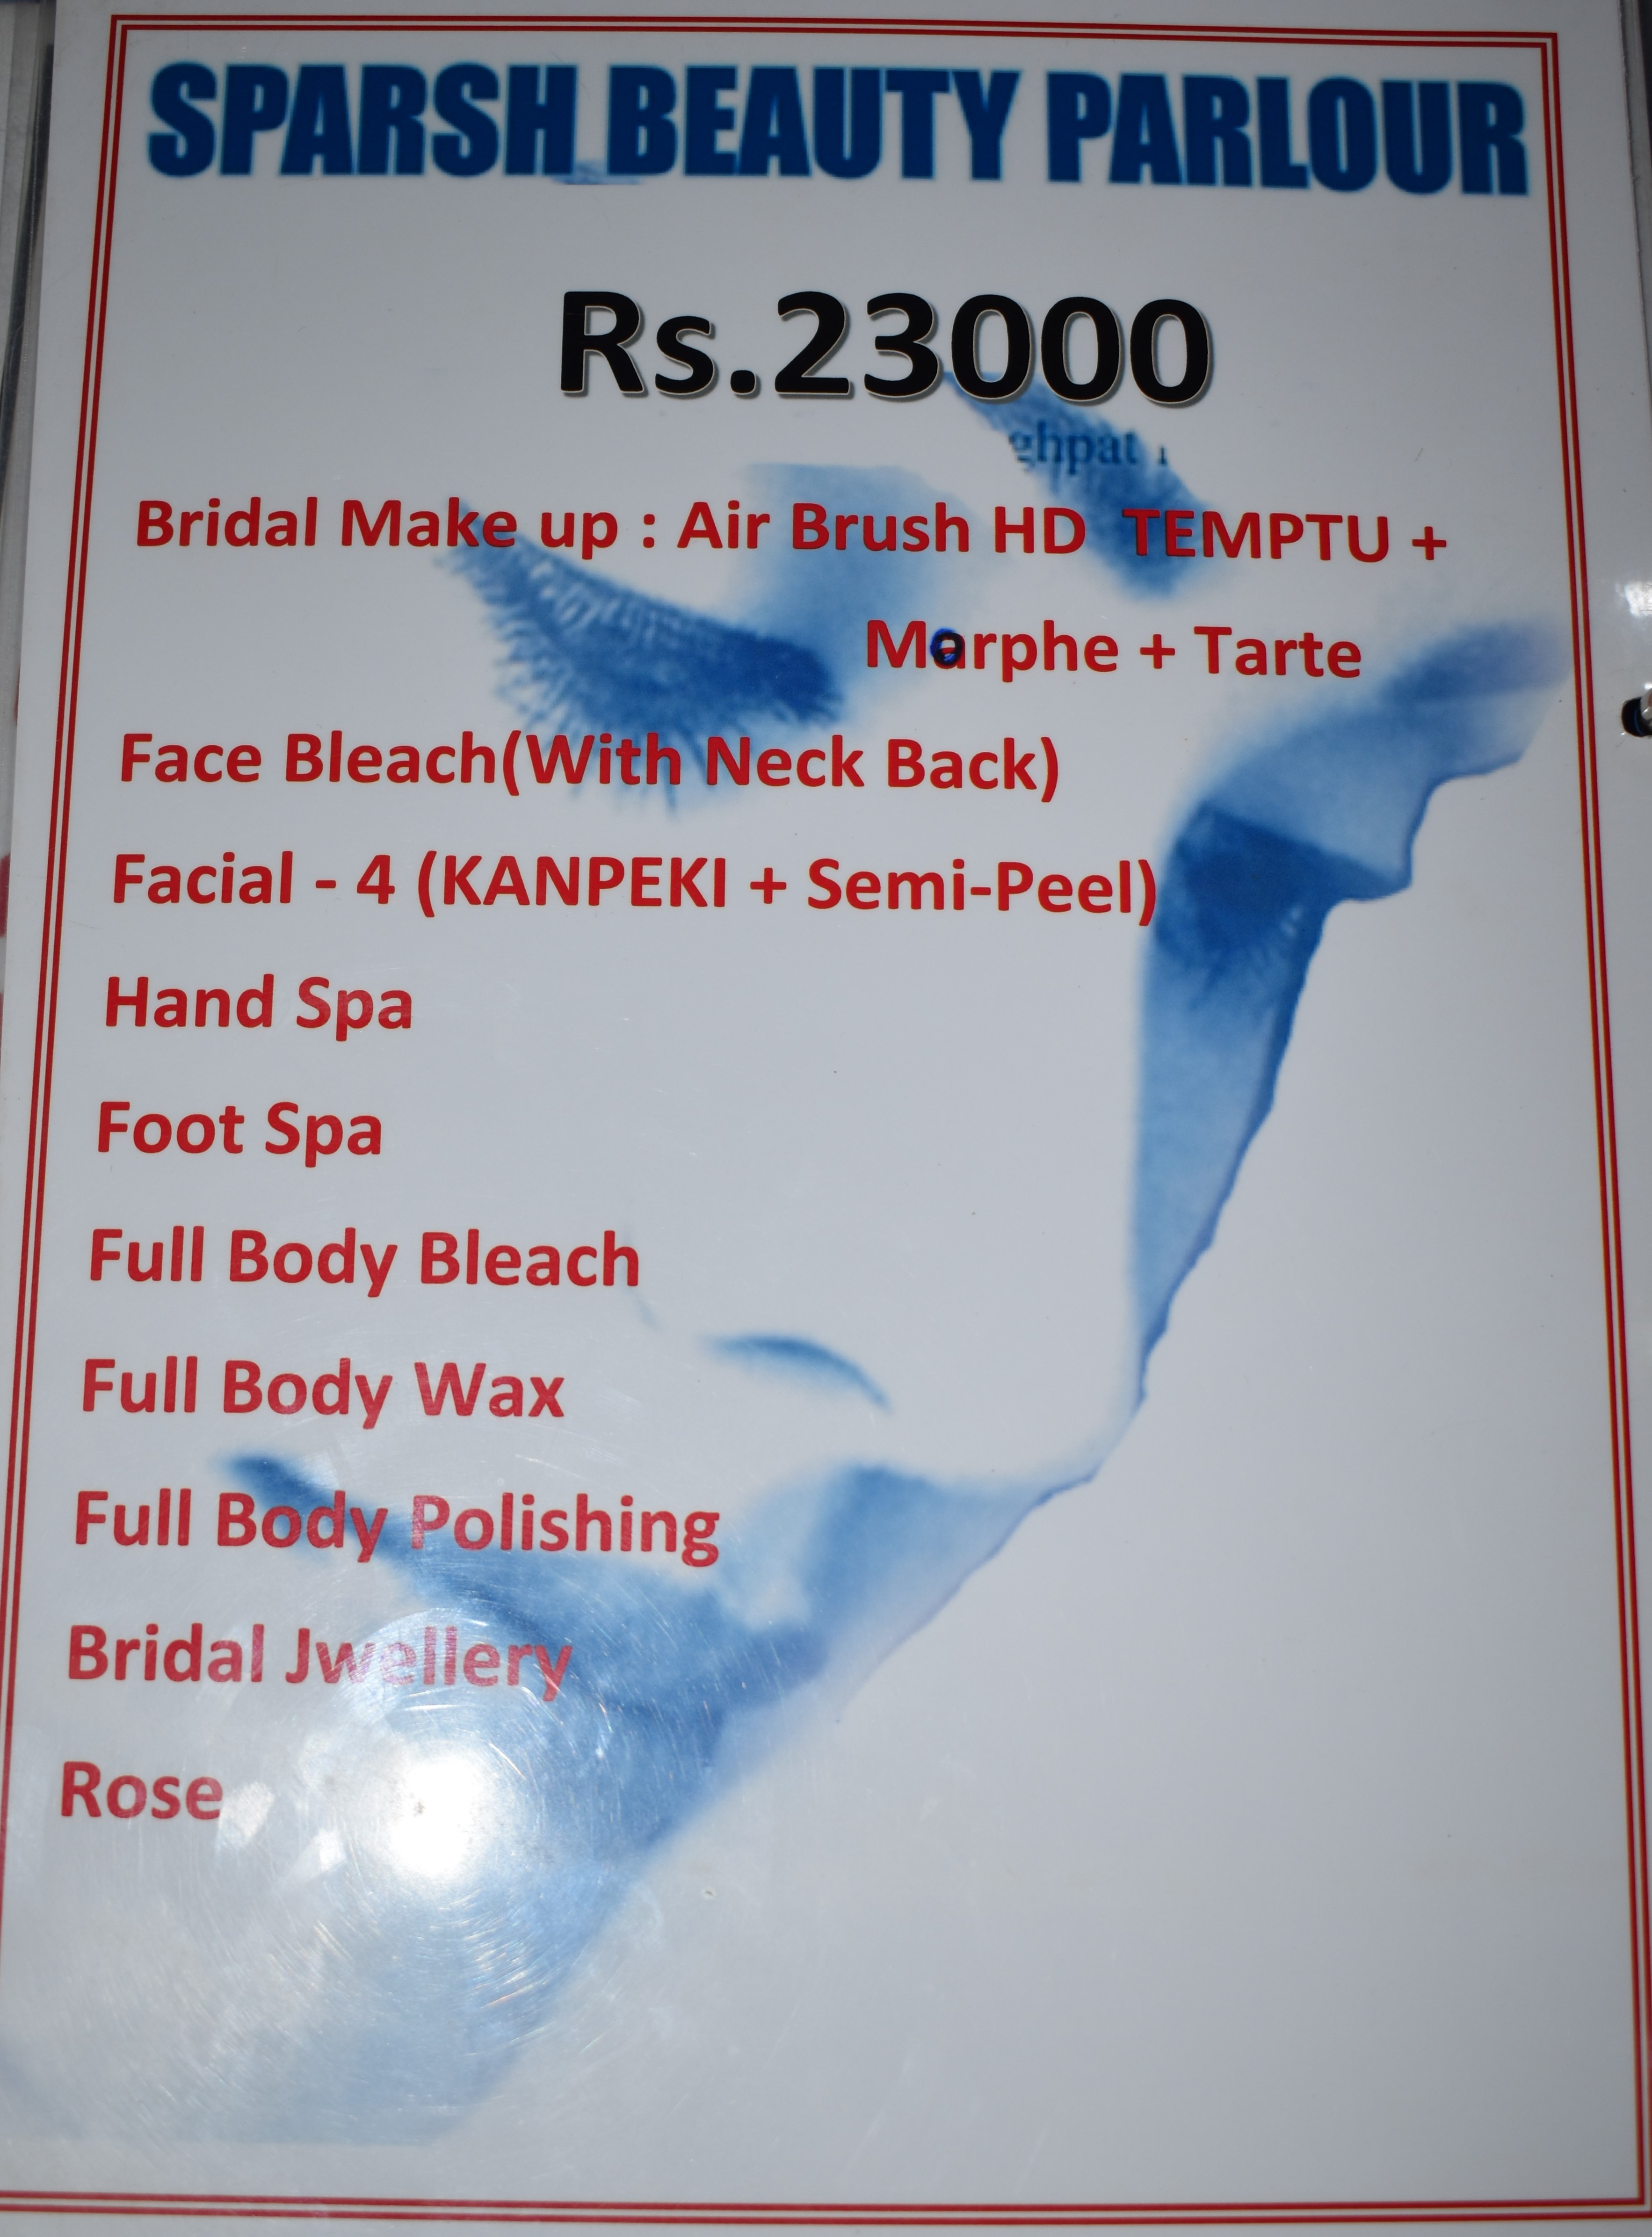 SPARSH BEAUTY PARLOUR
Rs.23000
ghpat
Bridal Make up : Air Brush HD TEMPTU +
Morphe + Tarte
Face Bleach(With Neck Back)
Facial - 4 (KANPEKI + Semi-Peel)
Hand Spa
Foot Spa
Full Body Bleach
Full Body Wax
Full Body Polishing
Bridal Jwellery
Rose